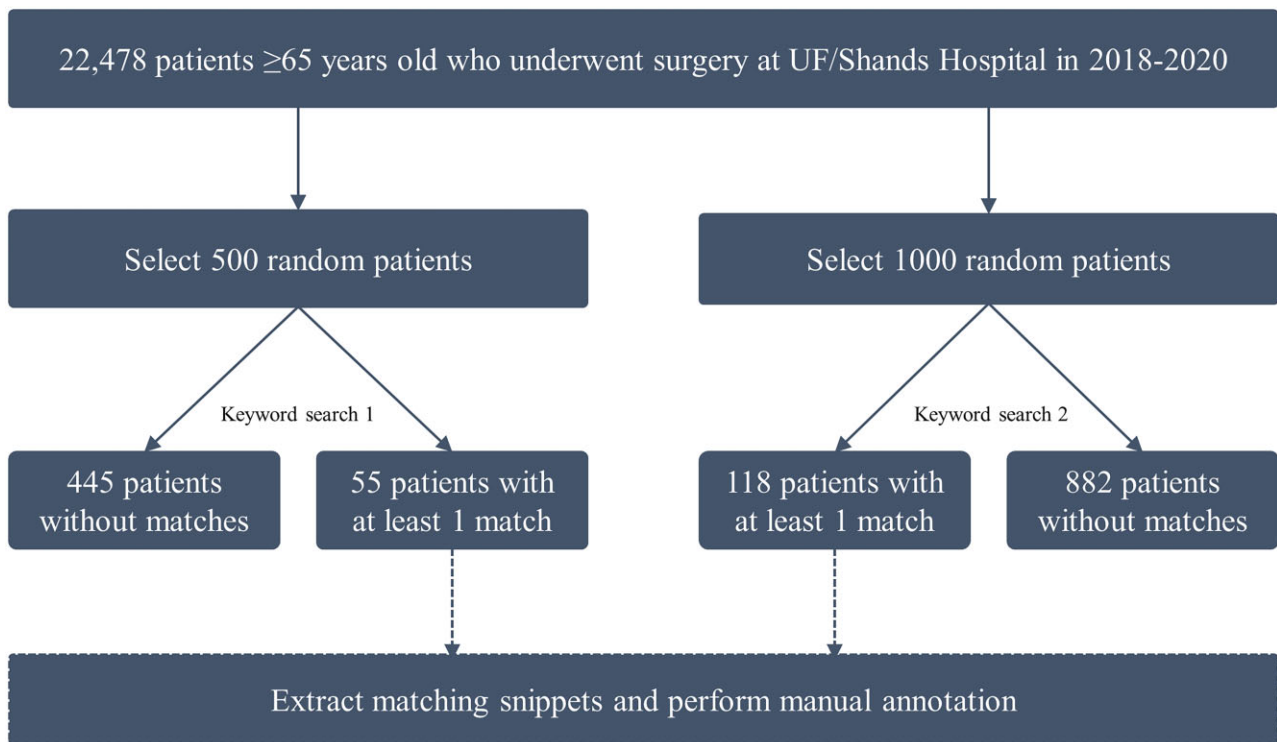 22,478 patients ≥65 years old who underwent surgery at UF/Shands Hospital in 2018-2020
Select 500 random patients
Select 1000 random patients
Keyword search 1
Keyword search 2
445 patients
without matches
55 patients with
at least 1 match
118 patients with
at least 1 match
882 patients
without matches
Extract matching snippets and perform manual annotation